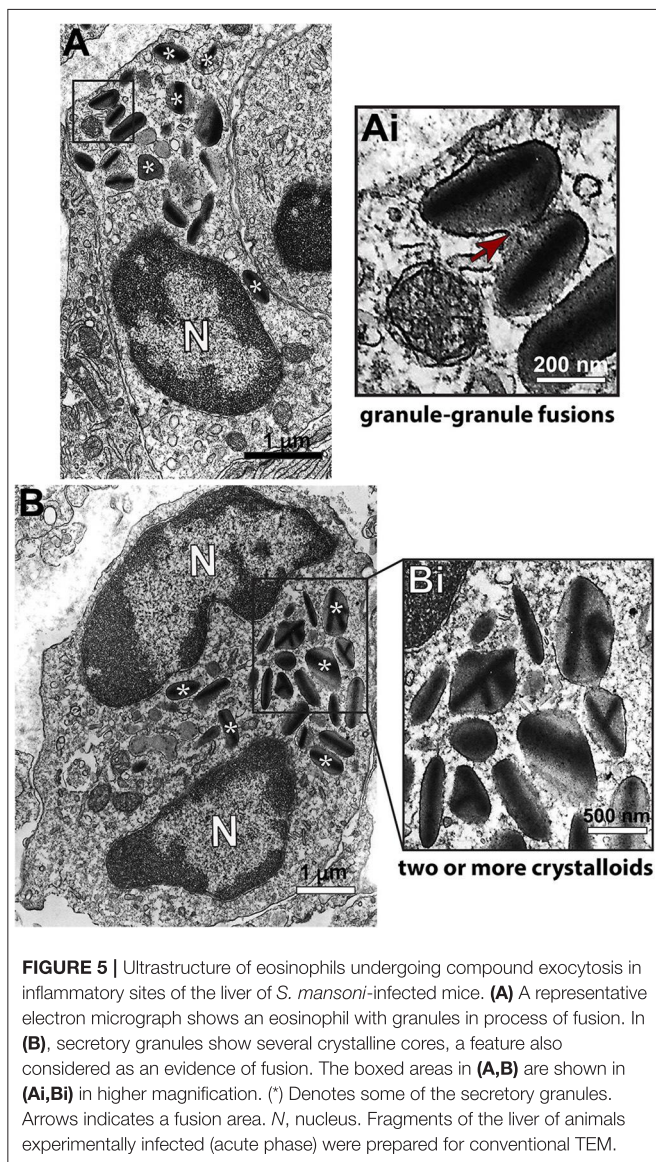 A
*
*
*
*
*
N
1 μm
Ai
200 nm
granule-granule fusions
B
N
*
*
*
*
*
N
1 μm
Bi
500 nm
two or more crystalloids
FIGURE 5 | Ultrastructure of eosinophils undergoing compound exocytosis in
inflammatory sites of the liver of S. mansoni-infected mice. (A) A representative
electron micrograph shows an eosinophil with granules in process of fusion. In
(B), secretory granules show several crystalline cores, a feature also
considered as an evidence of fusion. The boxed areas in (A,B) are shown in
(Ai,Bi) in higher magnification. (*) Denotes some of the secretory granules.
Arrows indicates a fusion area. N, nucleus. Fragments of the liver of animals
experimentally infected (acute phase) were prepared for conventional TEM.